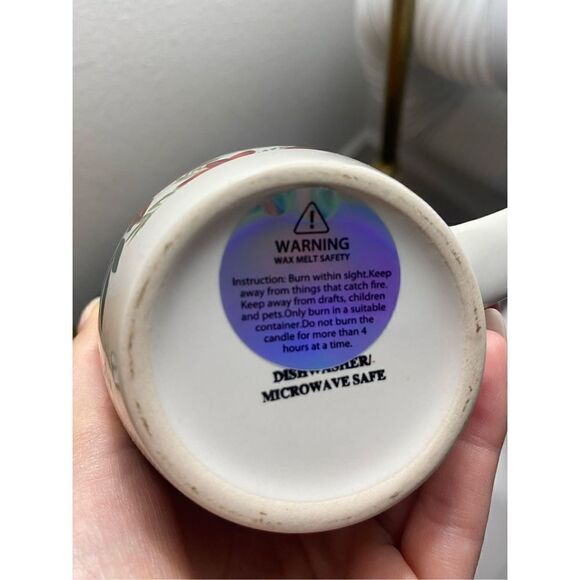 WARNING
WAX MELT SAFETY
Instruction: Burn within sight.Keep
away from things that catch fire.
Keep away from drafts, children
and pets.Only burn in a suitable
container.Do not burn the
candle for more than 4
hours at a time.
DISHWASHER/.
MICROWAVE SAFE